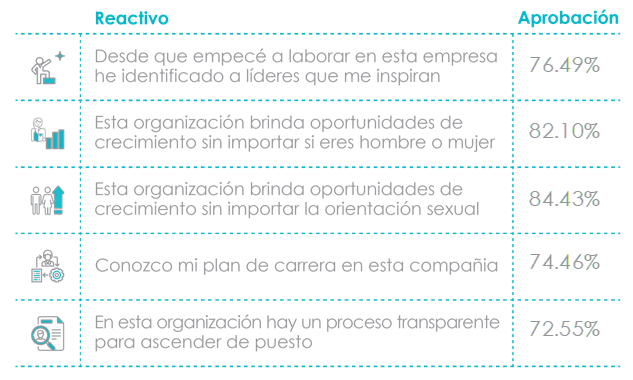 Reactivo Aprobación
Desde que empecé a laborar en esta empresa
he identificado a líderes que me inspiran
76.49%
Esta organización brinda oportunidades de
crecimiento sin importar si eres hombre o mujer
82.10%
Esta organización brinda oportunidades de
crecimiento sin importar la orientación sexual
84.43%
Conozco mi plan de carrera en esta compañia
74.46%
En esta organización hay un proceso transparente
para ascender de puesto
72.55%